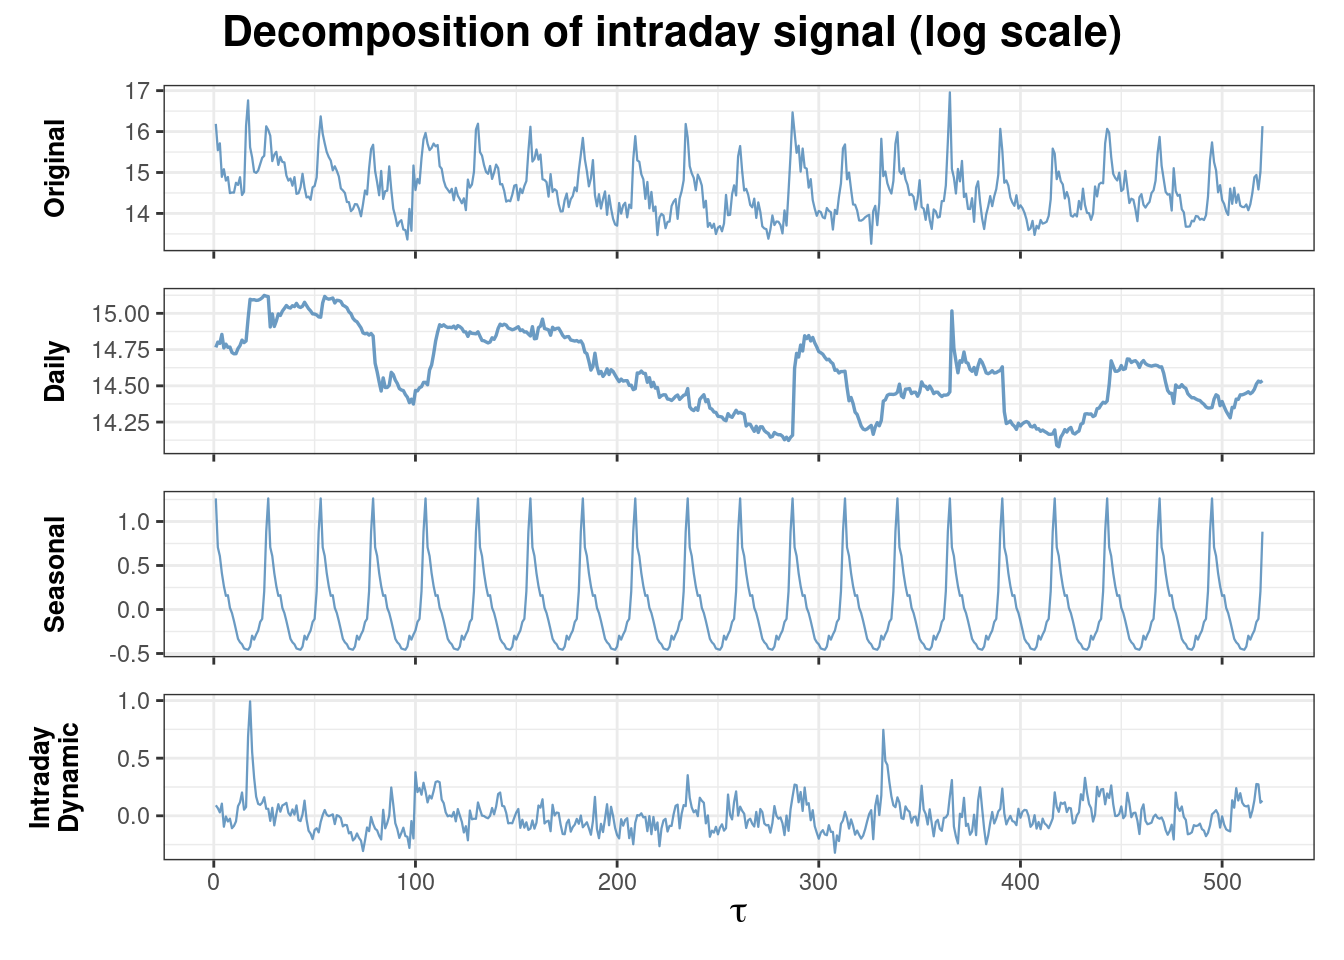 Decomposition of intraday signal (log scale)
Original
17
16
15
14
Daily
15.00
14.75
14.50
14.25
Seasonal
1.0
0.5
0.0
-0.5
Intraday
Dynamic
1.0
0.5
0.0
0 100 200 300 400 500
τ